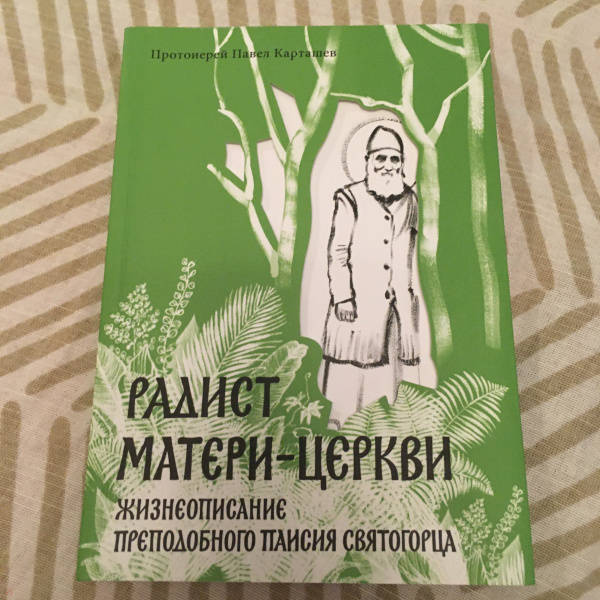 Протоиерей Павел Карташев
РАДИСТ
МАТЕРИ-ЦЕРКВИ
ЖИЗНЕОПИСАНИЕ
ПРЕПОДОБНОГО ПАИСИЯ СВЯТОГОРЦА